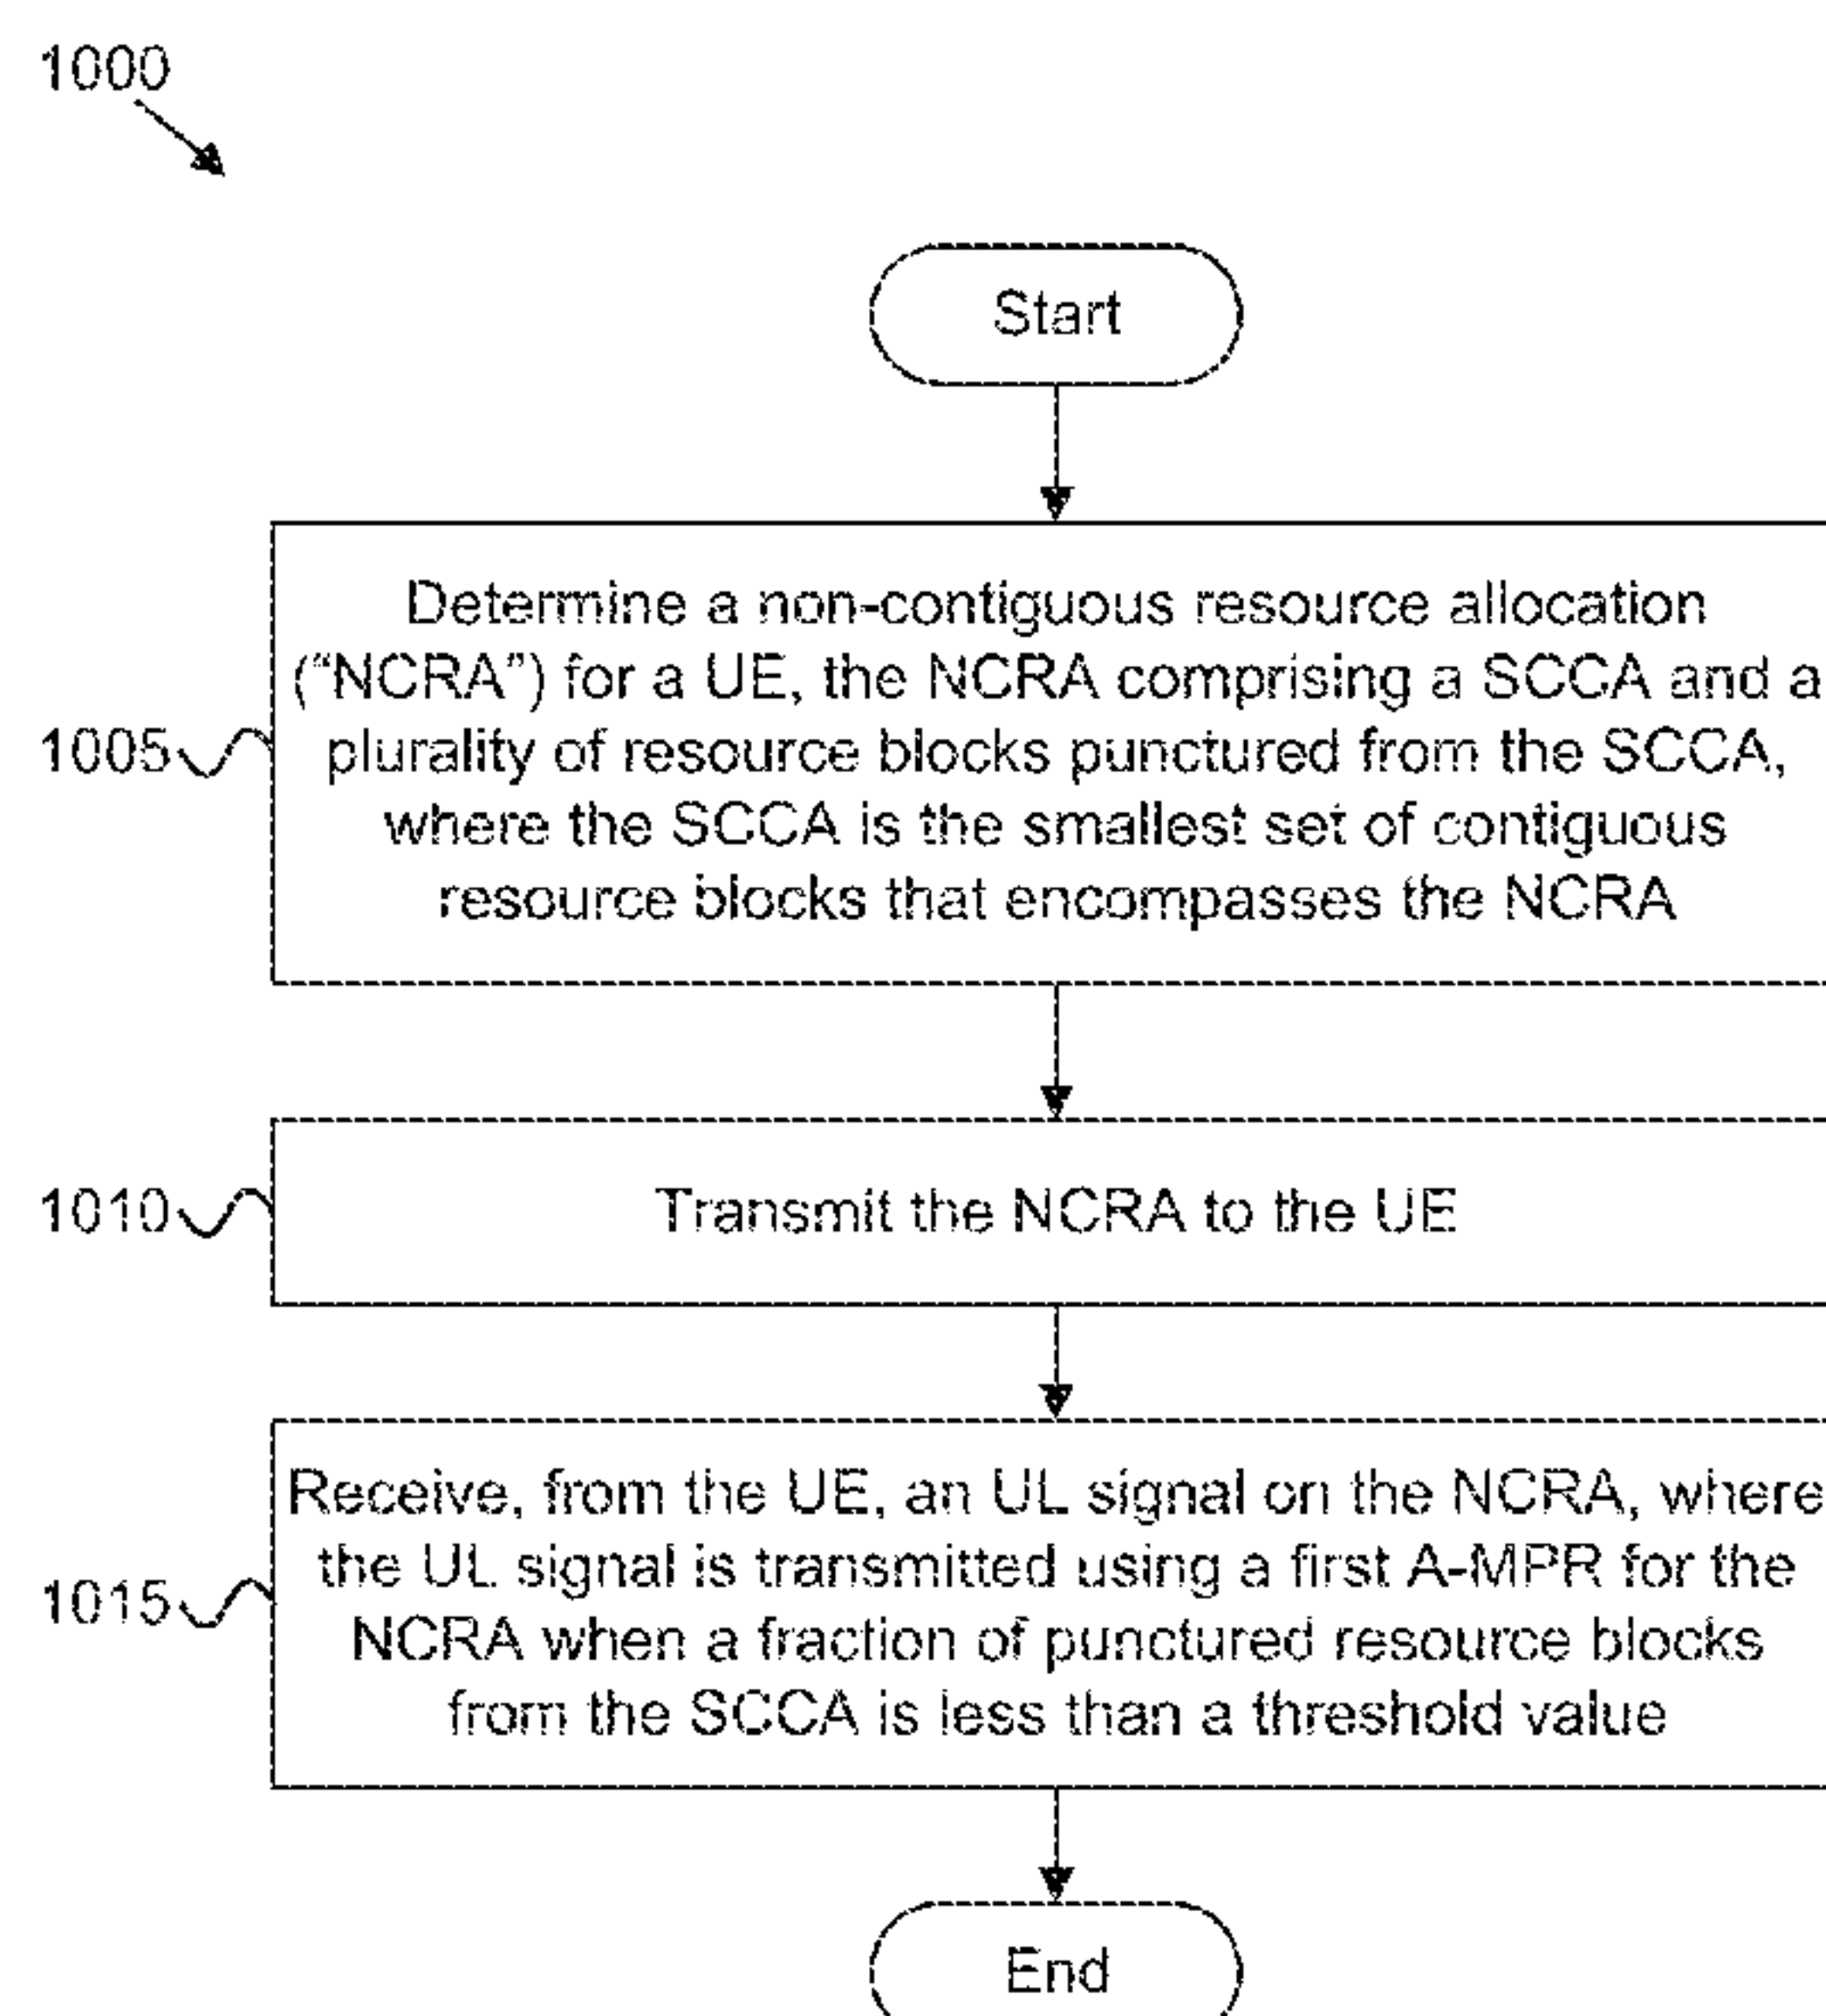 1000
Start
Determine a non-contiguous resource allocation
(“NCRA”) for a UE, the NCRA comprising a SCCA and a
1005 plurality of resource blocks punctured from the SCCA,
where the SCCA is the smallest set of contiguous
resource blocks that encompasses the NCRA
1010 Transmit the NCRA to the UE
Receive, from the UE, an UL signal on the NCRA, where
the UL signal is transmitted using a first A-MPR for the
1015 NCRA when a fraction of punctured resource blocks
from the SCCA is less than a threshold value
End